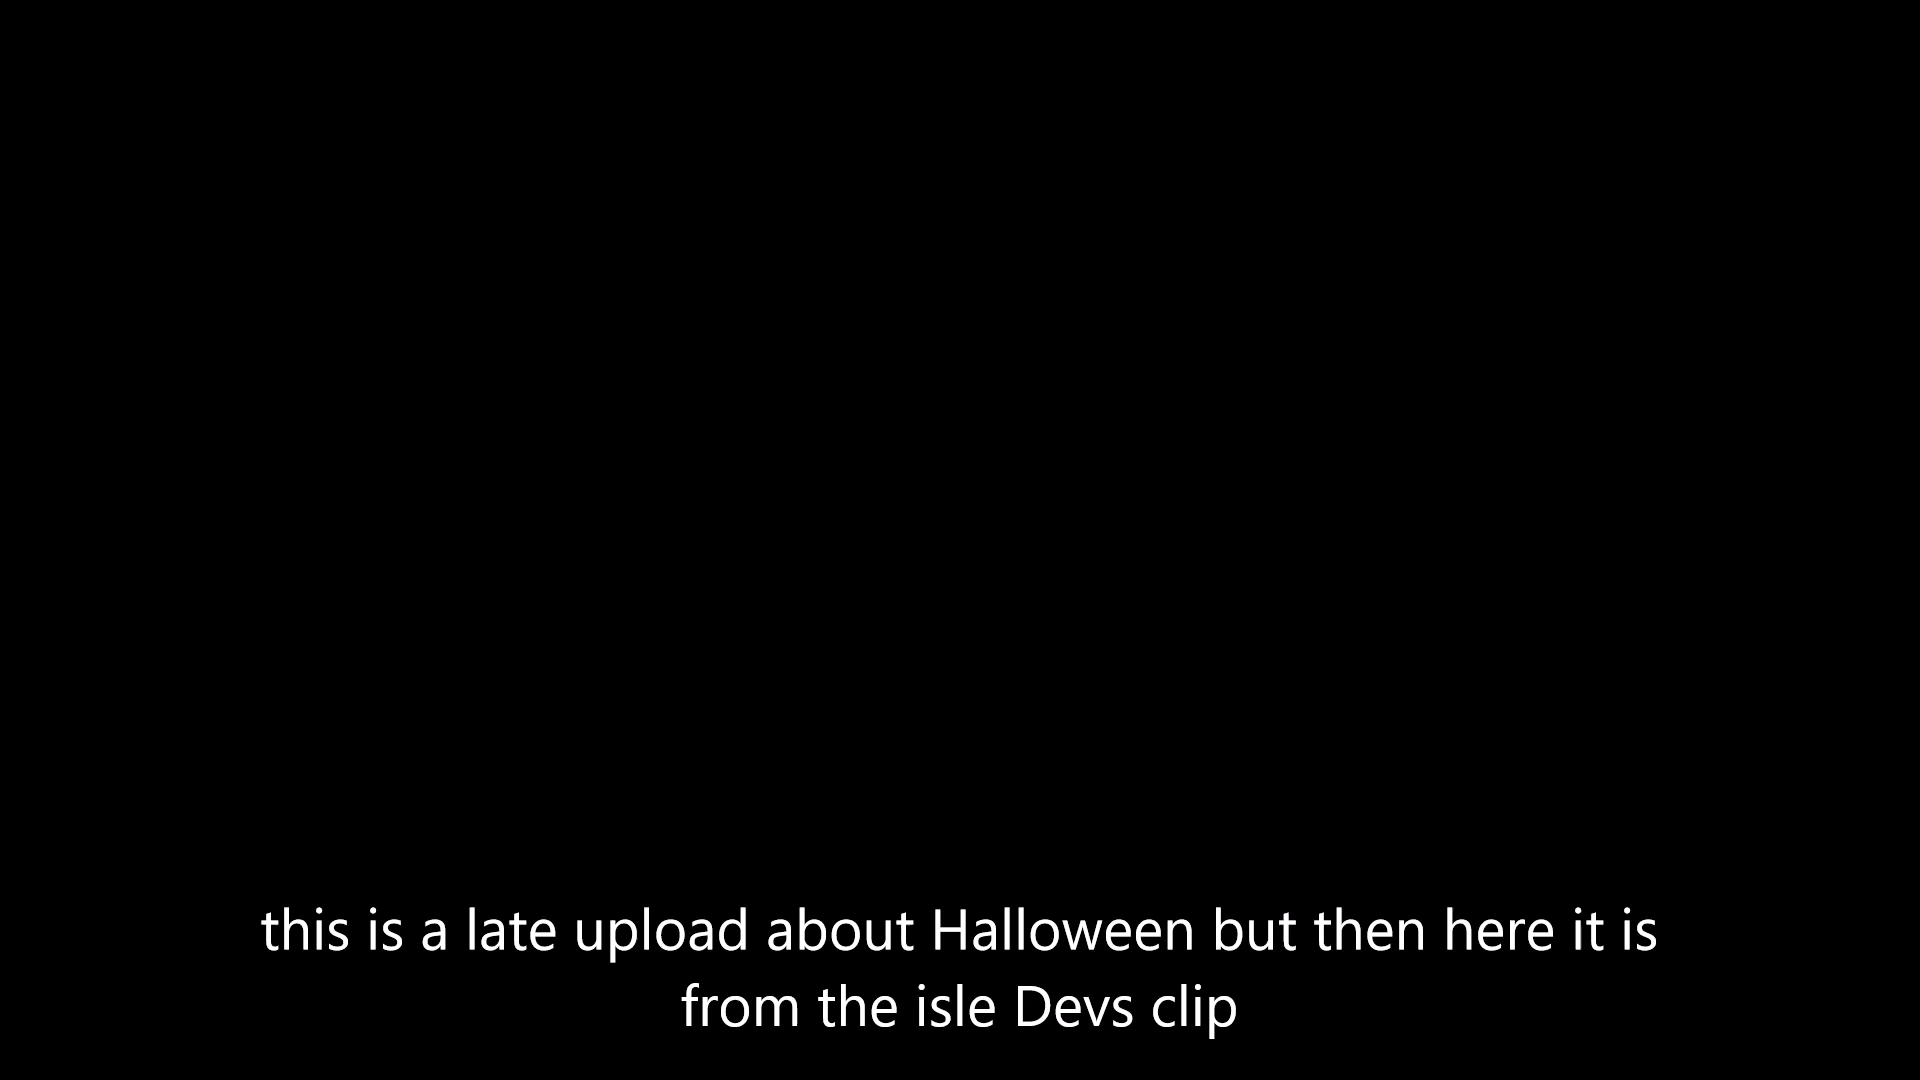 this is a late upload about Halloween but then here it is
from the isle Devs clip